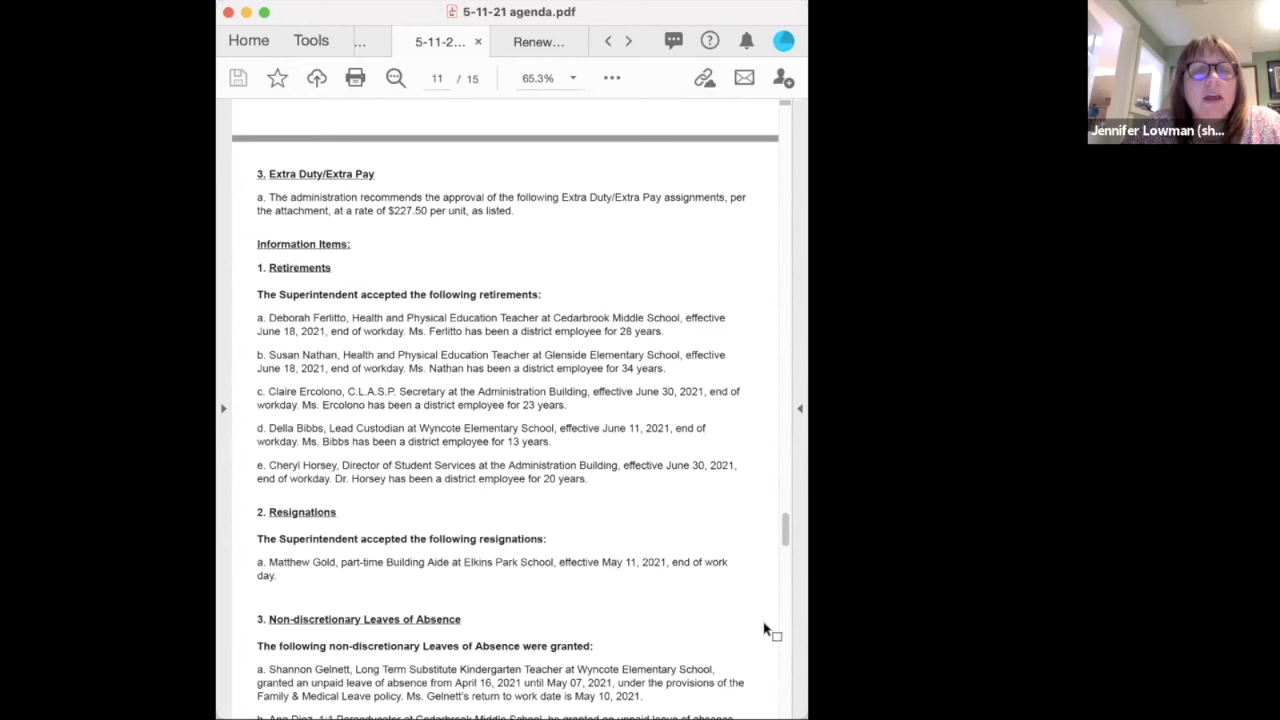 5-11-21 agenda.pdf
Home Tools ... 5-11-2... × Renew...
11 / 15 65.3%
3. Extra Duty/Extra Pay
a. The administration recommends the approval of the following Extra Duty/Extra Pay assignments, per
the attachment, at a rate of $227.50 per unit, as listed.
Information Items:
1. Retirements
The Superintendent accepted the following retirements:
a. Deborah Ferlitto, Health and Physical Education Teacher at Cedarbrook Middle School, effective
June 18, 2021, end of workday. Ms. Ferlitto has been a district employee for 28 years.
b. Susan Nathan, Health and Physical Education Teacher at Glenside Elementary School, effective
June 18, 2021, end of workday. Ms. Nathan has been a district employee for 34 years.
c. Claire Ercolono, C.L.A.S.P. Secretary at the Administration Building, effective June 30, 2021, end of
workday. Ms. Ercolono has been a district employee for 23 years.
d. Della Bibbs, Lead Custodian at Wyncote Elementary School, effective June 11, 2021, end of
workday. Ms. Bibbs has been a district employee for 13 years.
e. Cheryl Horsey, Director of Student Services at the Administration Building, effective June 30, 2021,
end of workday. Dr. Horsey has been a district employee for 20 years.
2. Resignations
The Superintendent accepted the following resignations:
a. Matthew Gold, part-time Building Aide at Elkins Park School, effective May 11, 2021, end of work
day.
3. Non-discretionary Leaves of Absence
The following non-discretionary Leaves of Absence were granted:
a. Shannon Gelnett, Long Term Substitute Kindergarten Teacher at Wyncote Elementary School,
granted an unpaid leave of absence from April 16, 2021 until May 07, 2021, under the provisions of the
Family & Medical Leave policy. Ms. Gelnett's return to work date is May 10, 2021.
Jennifer Lowman (sh...